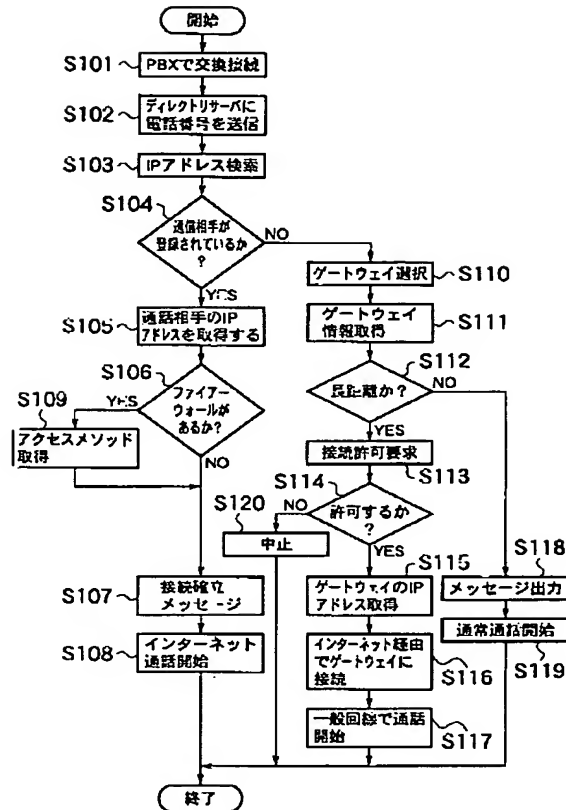 開始
S101
PBXで交換接続
S102
ディレクトリサーバに
電話番号を送信
S103
IPアドレス検索
S104
通信相手が
登録されているか
?
NO
YES
S105
通話相手のIP
アドレスを取得する
S106
ファイアー
ウォールが
あるか?
YES
NO
S109
アクセスメソッド
取得
S107
接続確立
メッセージ
S108
インターネット
通話開始
ゲートウェイ選択
S110
ゲートウェイ
情報取得
S111
S112
長距離か?
NO
YES
接続許可要求
S113
S114
許可するか
?
NO
YES
S120
中止
S115
ゲートウェイのIP
アドレス取得
インターネット経由
でゲートウェイに
接続
S116
一般回線で通話
開始
S117
S118
メッセージ出力
通常通話開始
S119
終了